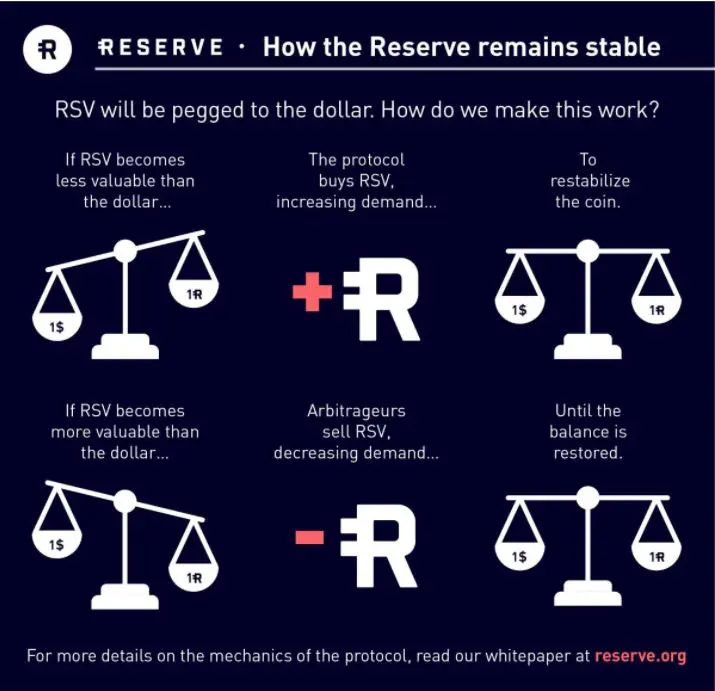 RESERVE · How the Reserve remains stable
RSV will be pegged to the dollar. How do we make this work?
If RSV becomes
less valuable than
the dollar...
The protocol
buys RSV,
increasing demand...
To
restabilize
the coin.
1$
1R
+R
1$
1R
If RSV becomes
more valuable than
the dollar...
Arbitrageurs
sell RSV,
decreasing demand...
Until the
balance is
restored.
1$
1R
-R
1$
1R
For more details on the mechanics of the protocol, read our whitepaper at reserve.org